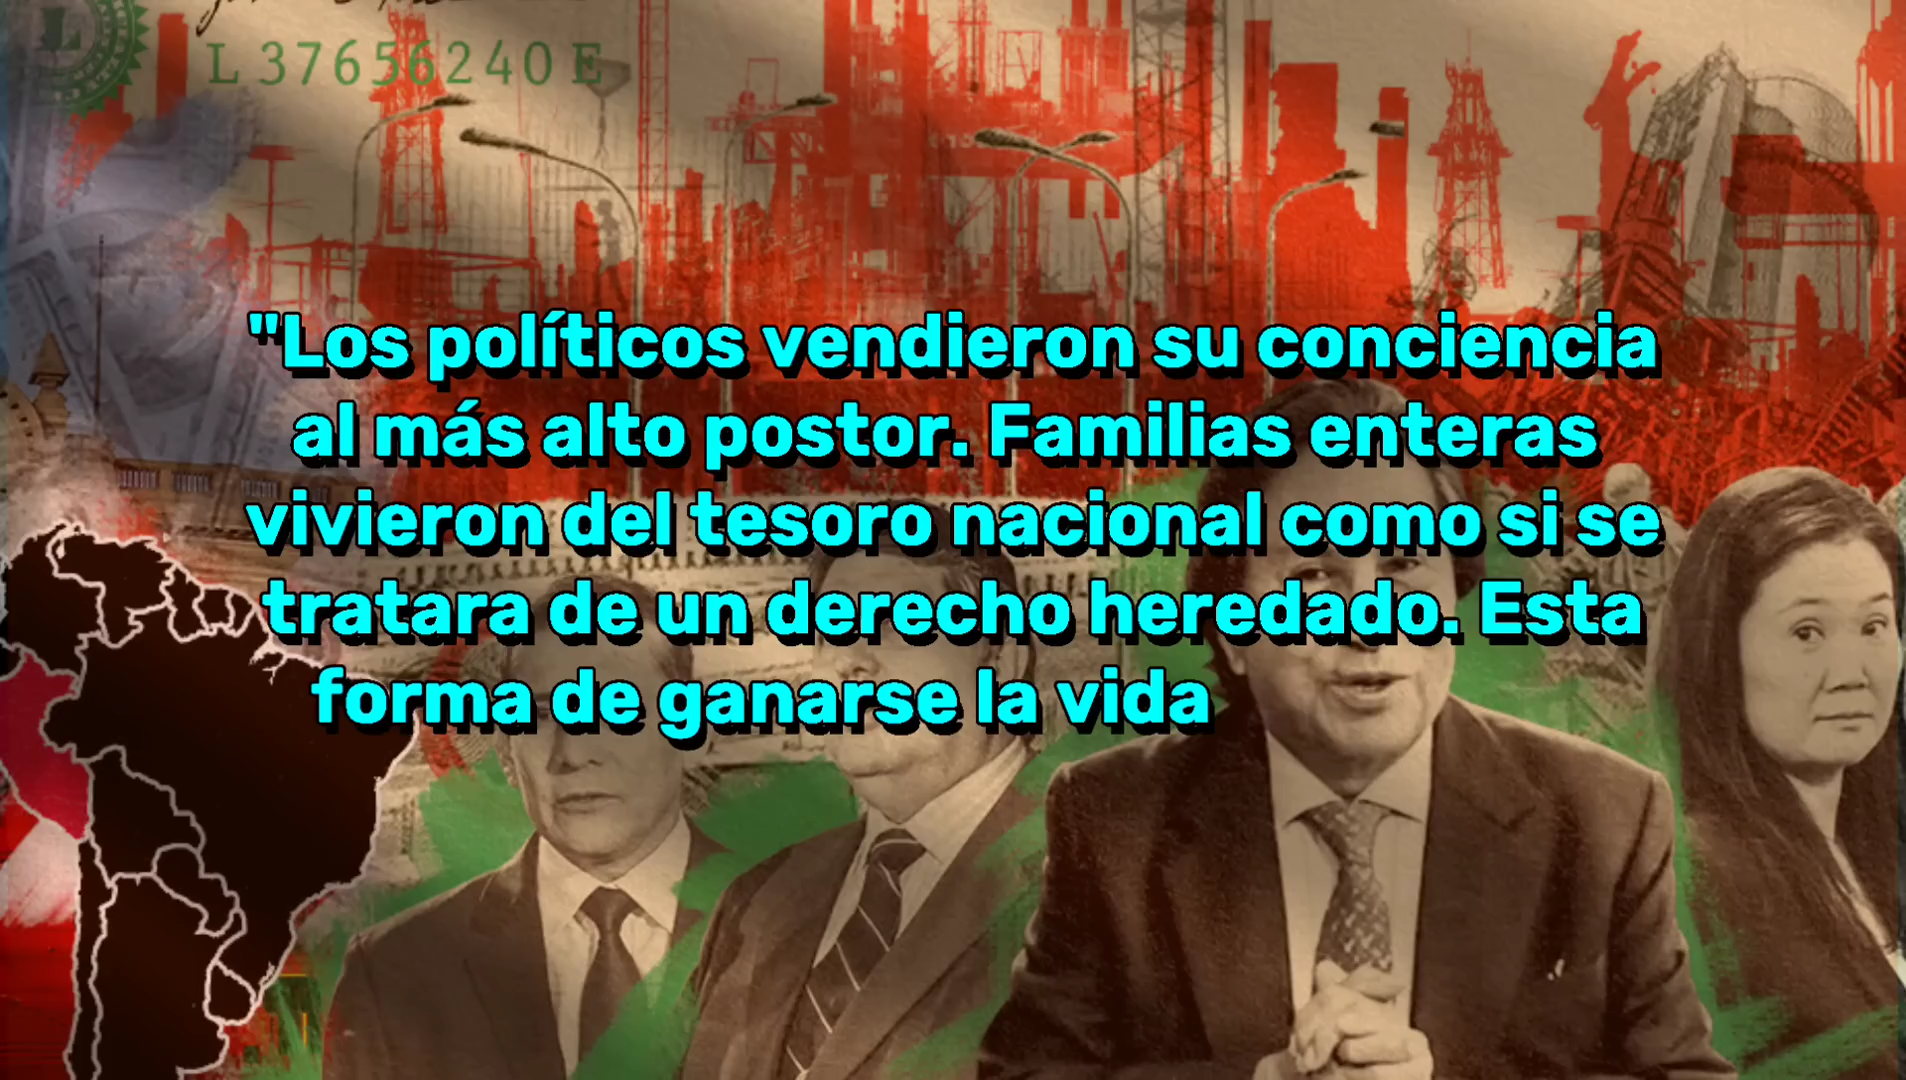 L37656240E
"Los políticos vendieron su conciencia
al más alto postor. Familias enteras
vivieron del tesoro nacional como si se
tratara de un derecho heredado. Esta
forma de ganarse la vida